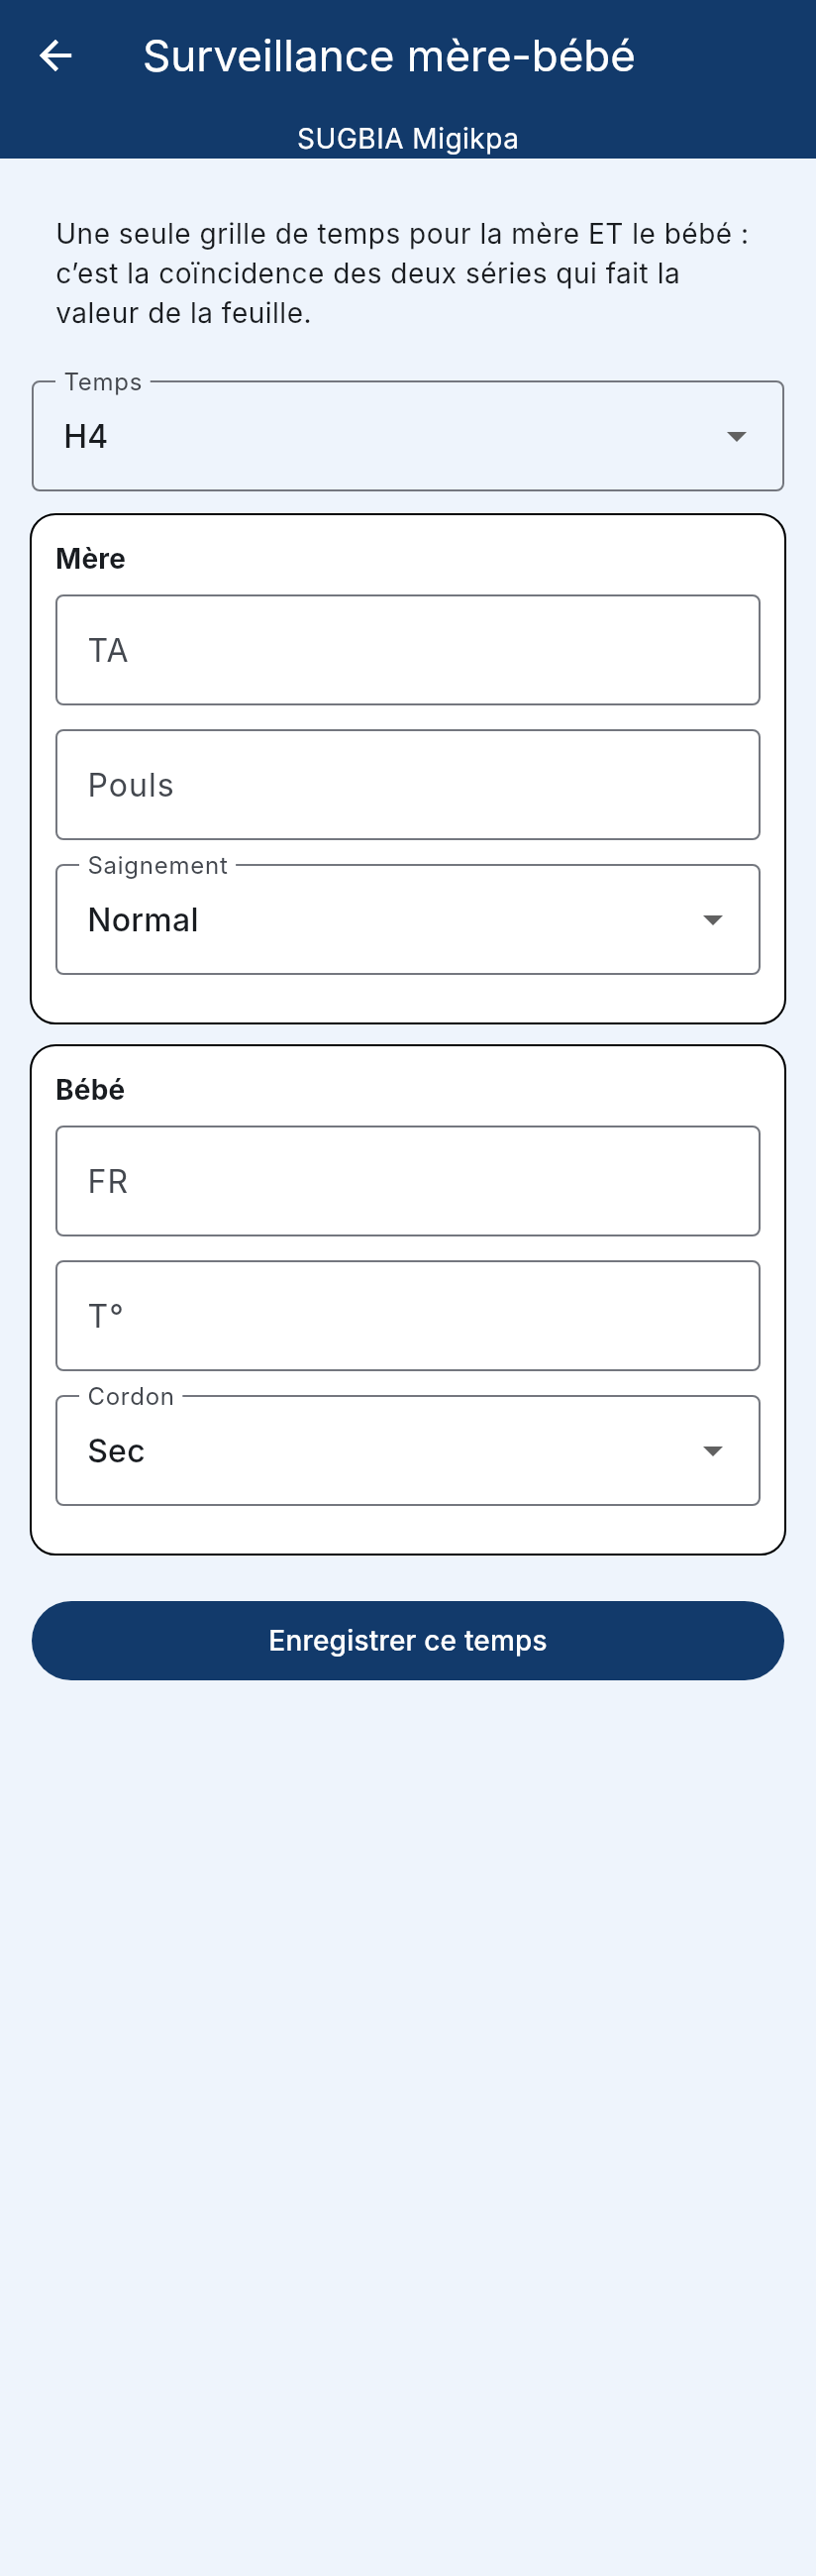 Surveillance mère-bébé
SUGBIA Migikpa
Une seule grille de temps pour la mère ET le bébé :
c’est la coïncidence des deux séries qui fait la
valeur de la feuille.
Temps
H4
Mère
TA
Pouls
Saignement
Normal
Bébé
FR
T°
Cordon
Sec
Enregistrer ce temps